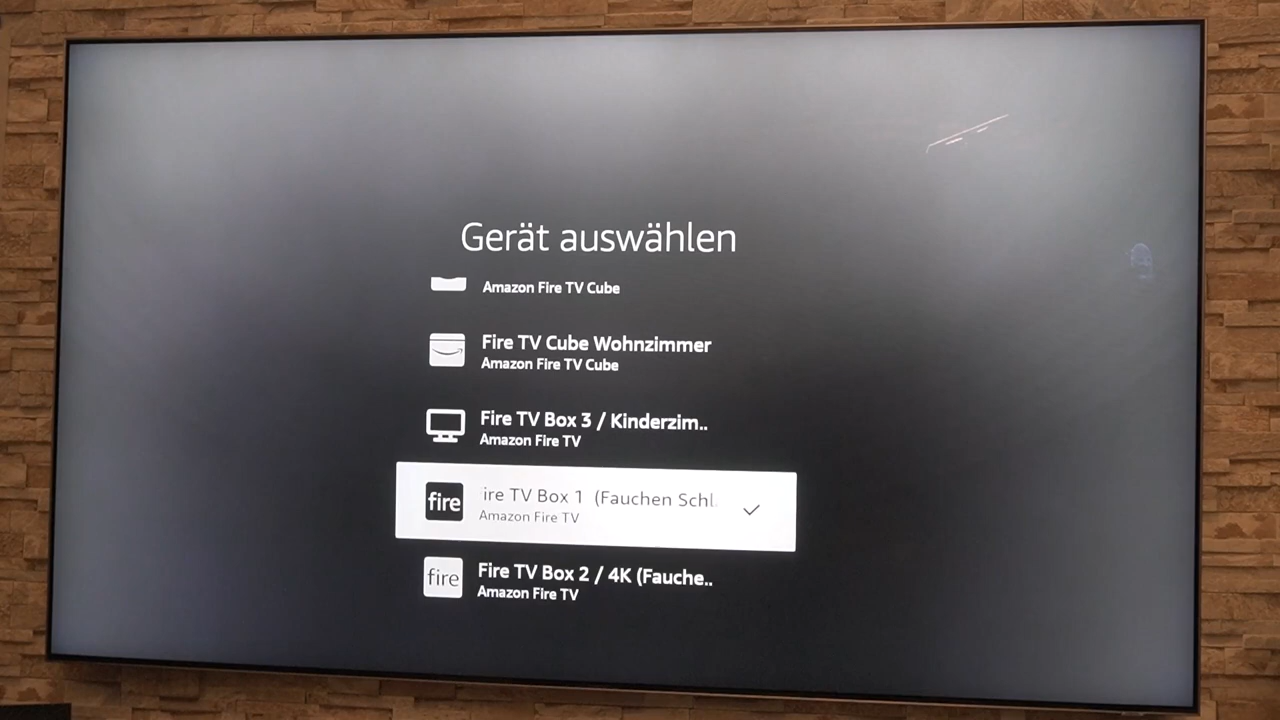 Gerät auswählen
Amazon Fire TV Cube
Fire TV Cube Wohnzimmer
Amazon Fire TV Cube
Fire TV Box 3 / Kinderzim..
Amazon Fire TV
fire
ire TV Box 1 (Fauchen Schl.
Amazon Fire TV
fire
Fire TV Box 2 / 4K (Fauche..
Amazon Fire TV